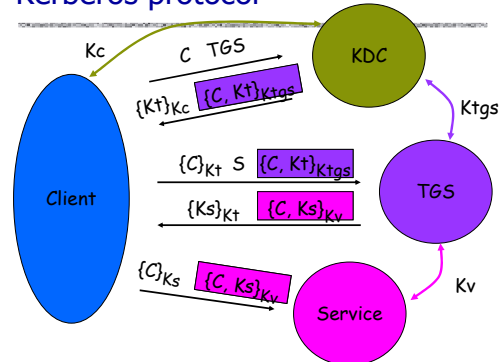 Kerberos protocol
Kc
C TGS
KDC
{Kt}Kc {C, Kt}Ktgs
Ktgs
{C}Kt S {C, Kt}Ktgs
Client
TGS
{Ks}Kt {C, Ks}Kv
{C}Ks {C, Ks}Kv
Kv
Service